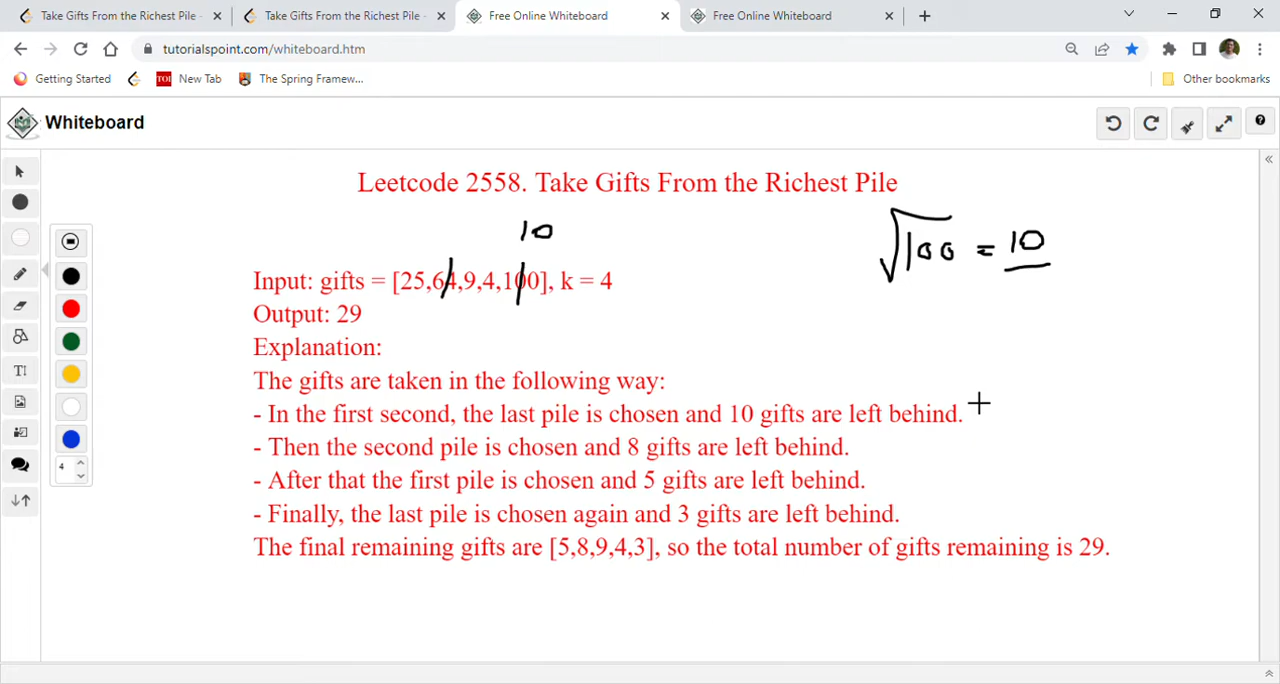 Take Gifts From the Richest Pile -
Take Gifts From the Richest Pile -
Free Online Whiteboard
Free Online Whiteboard
tutorialspoint.com/whiteboard.htm
Getting Started
TOI New Tab
The Spring Framew...
Other bookmarks
Whiteboard
Leetcode 2558. Take Gifts From the Richest Pile
10
√100 = 10
Input: gifts = [25,64,9,4,100], k = 4
Output: 29
Explanation:
The gifts are taken in the following way:
- In the first second, the last pile is chosen and 10 gifts are left behind.
- Then the second pile is chosen and 8 gifts are left behind.
- After that the first pile is chosen and 5 gifts are left behind.
- Finally, the last pile is chosen again and 3 gifts are left behind.
The final remaining gifts are [5,8,9,4,3], so the total number of gifts remaining is 29.
TI
4